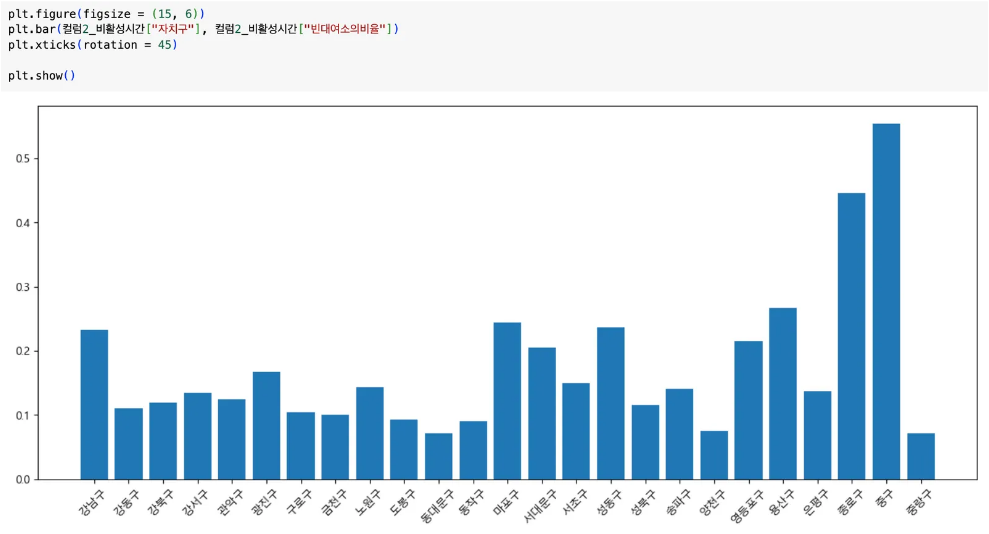 plt.figure(figsize = (15, 6))
plt.bar(컬럼2_비활성시간["자치구"], 컬럼2_비활성시간["빈대여소의비율"])
plt.xticks(rotation = 45)
plt.show()
0.5
0.4
0.3
0.2
0.1
0.0
강남구
강동구
강북구
강서구
관악구
광진구
구로구
금천구
노원구
도봉구
동대문구
동작구
마포구
서대문구
서초구
성동구
성북구
송파구
양천구
영등포구
용산구
은평구
종로구
중구
중랑구